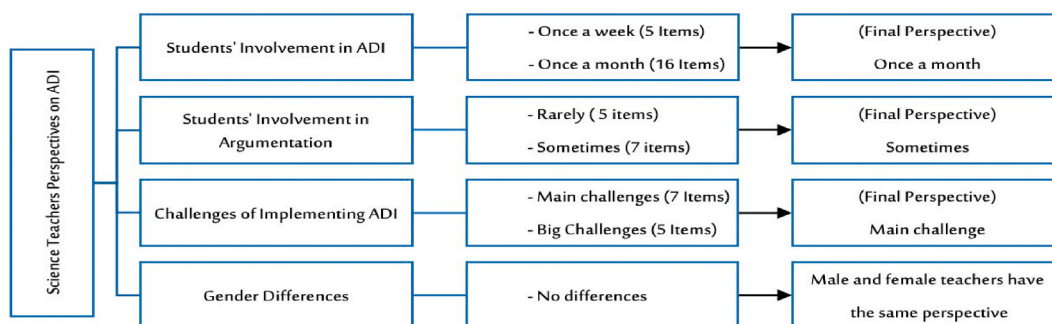 Science Teachers Perspectives on ADI
Students' Involvement in ADI
- Once a week (5 Items)
- Once a month (16 Items)
(Final Perspective)
Once a month
Students' Involvement in
Argumentation
- Rarely ( 5 items)
- Sometimes (7 items)
(Final Perspective)
Sometimes
Challenges of Implementing ADI
- Main challenges (7 Items)
- Big Challenges (5 Items)
(Final Perspective)
Main challenge
Gender Differences
- No differences
Male and female teachers have
the same perspective